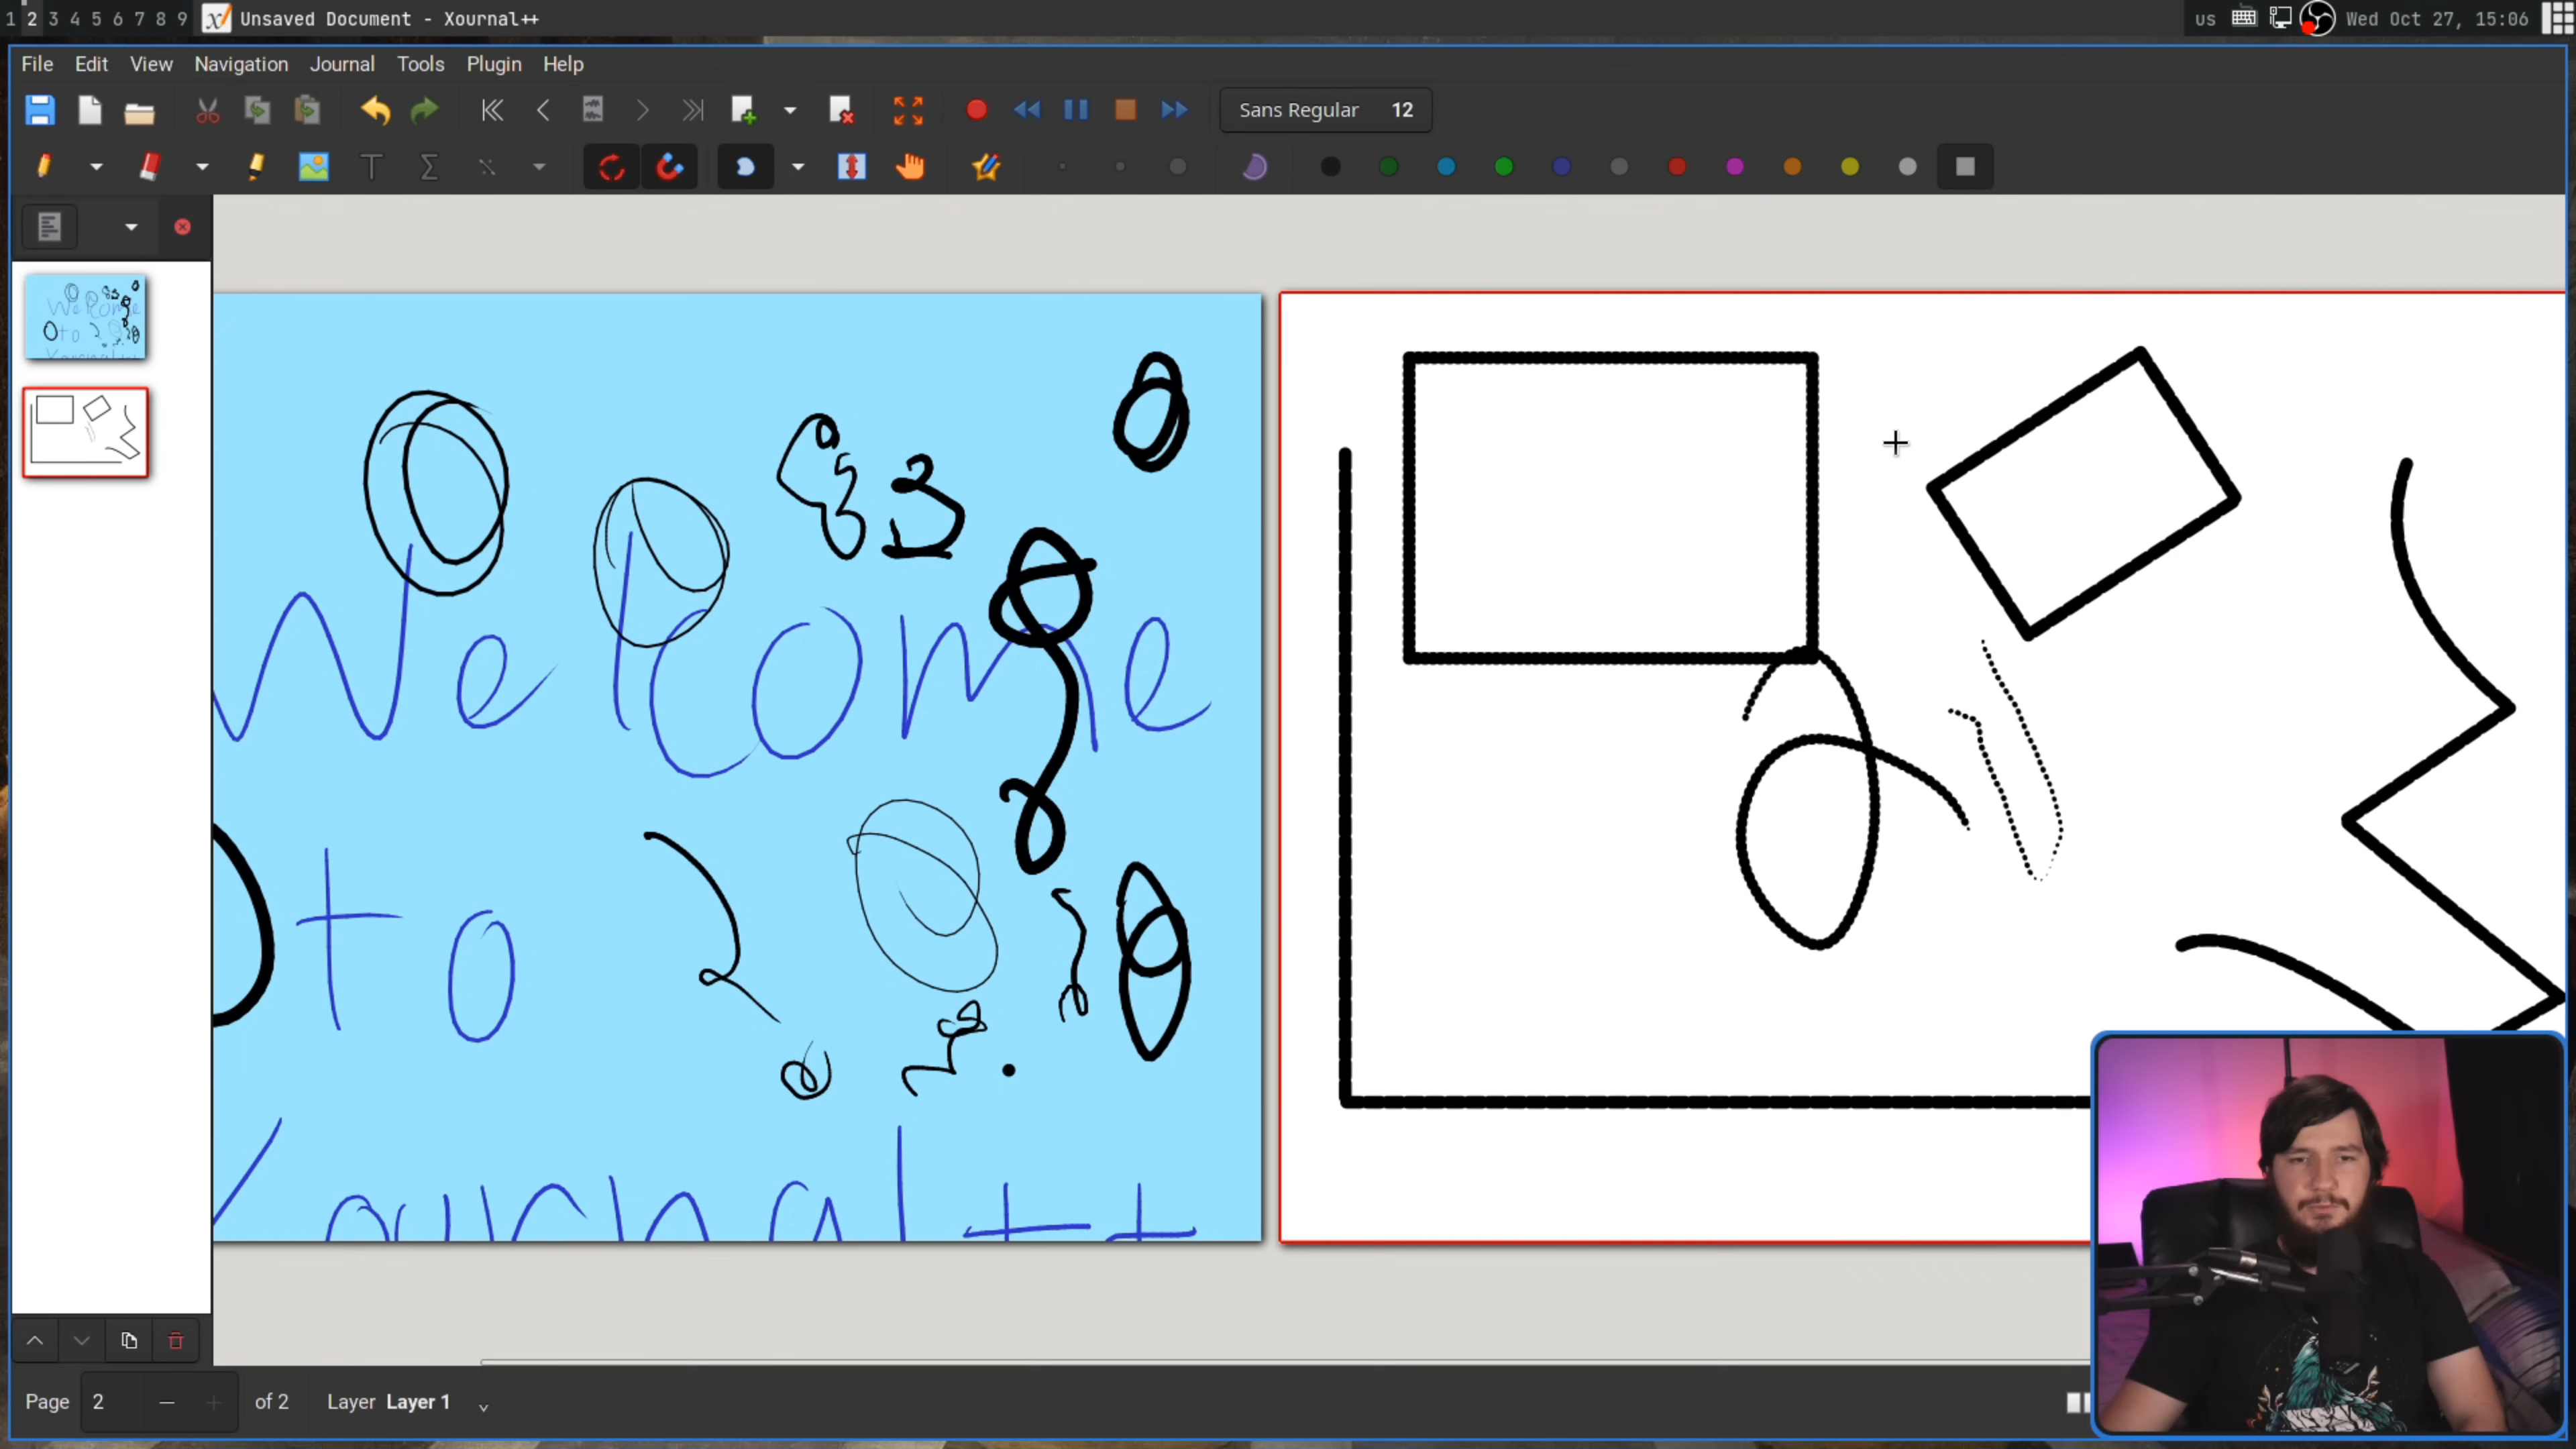 1 2 3 4 5 6 7 8 9 Unsaved Document - Xournal++ us Wed Oct 27, 15:06
File Edit View Navigation Journal Tools Plugin Help
Sans Regular 12
T Σ
83
Welcome
to
Xournal++
Page 2 of 2 Layer Layer 1